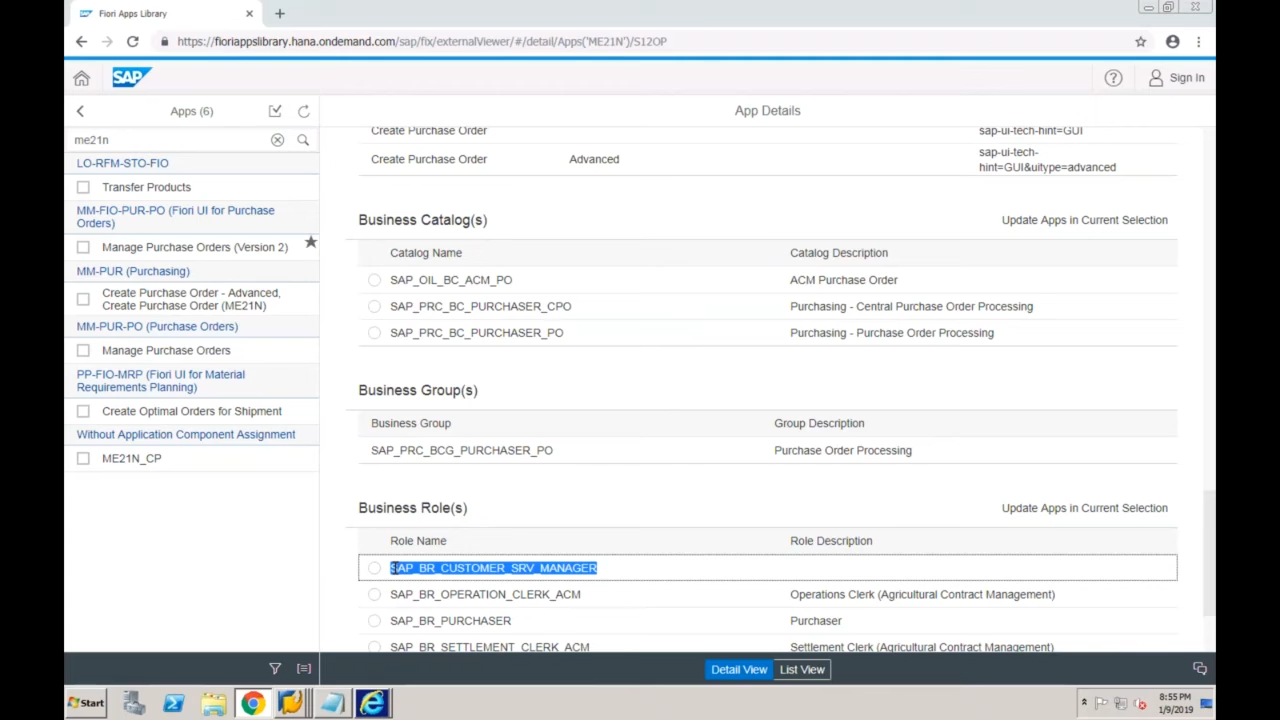 Fiori Apps Library
https://fioriappslibrary.hana.ondemand.com/sap/fix/externalViewer/#/detail/Apps('ME21N')/S12OP
SAP
Sign In
Apps (6)
App Details
me21n
LO-RFM-STO-FIO
Transfer Products
MM-FIO-PUR-PO (Fiori UI for Purchase
Orders)
Manage Purchase Orders (Version 2)
MM-PUR (Purchasing)
Create Purchase Order - Advanced,
Create Purchase Order (ME21N)
MM-PUR-PO (Purchase Orders)
Manage Purchase Orders
PP-FIO-MRP (Fiori UI for Material
Requirements Planning)
Create Optimal Orders for Shipment
Without Application Component Assignment
ME21N_CP
Create Purchase Order sap-ui-tech-hint=GUI
Create Purchase Order Advanced sap-ui-tech-
hint=GUI&uitype=advanced
Business Catalog(s) Update Apps in Current Selection
Catalog Name Catalog Description
SAP_OIL_BC_ACM_PO ACM Purchase Order
SAP_PRC_BC_PURCHASER_CPO Purchasing - Central Purchase Order Processing
SAP_PRC_BC_PURCHASER_PO Purchasing - Purchase Order Processing
Business Group(s)
Business Group Group Description
SAP_PRC_BCG_PURCHASER_PO Purchase Order Processing
Business Role(s) Update Apps in Current Selection
Role Name Role Description
SAP_BR_CUSTOMER_SRV_MANAGER
SAP_BR_OPERATION_CLERK_ACM Operations Clerk (Agricultural Contract Management)
SAP_BR_PURCHASER Purchaser
SAP_BR_SETTLEMENT_CLERK_ACM Settlement Clerk (Agricultural Contract Management)
Detail View List View
Start
8:55 PM
1/9/2019